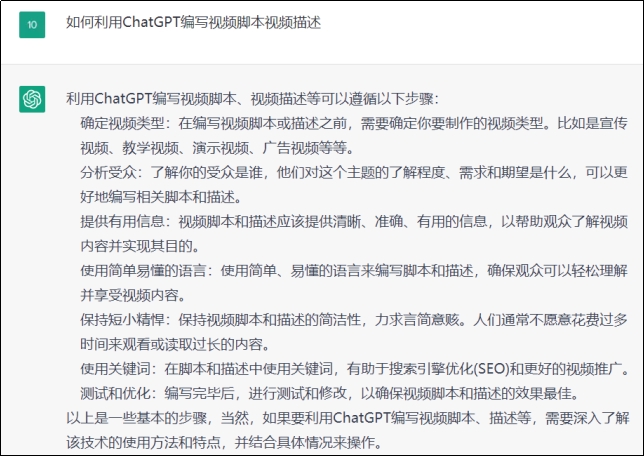 10
如何利用ChatGPT编写视频脚本视频描述
利用ChatGPT编写视频脚本、视频描述等可以遵循以下步骤：
确定视频类型：在编写视频脚本或描述之前，需要确定你要制作的视频类型。比如是宣传
视频、教学视频、演示视频、广告视频等等。
分析受众：了解你的受众是谁，他们对这个主题的了解程度、需求和期望是什么，可以更
好地编写相关脚本和描述。
提供有用信息：视频脚本和描述应该提供清晰、准确、有用的信息，以帮助观众了解视频
内容并实现其目的。
使用简单易懂的语言：使用简单、易懂的语言来编写脚本和描述，确保观众可以轻松理解
并享受视频内容。
保持短小精悍：保持视频脚本和描述的简洁性，力求言简意赅。人们通常不愿意花费过多
时间来观看或读取过长的内容。
使用关键词：在脚本和描述中使用关键词，有助于搜索引擎优化(SEO)和更好的视频推广。
测试和优化：编写完毕后，进行测试和修改，以确保视频脚本和描述的效果最佳。
以上是一些基本的步骤，当然，如果要利用ChatGPT编写视频脚本、描述等，需要深入了解
该技术的使用方法和特点，并结合具体情况来操作。